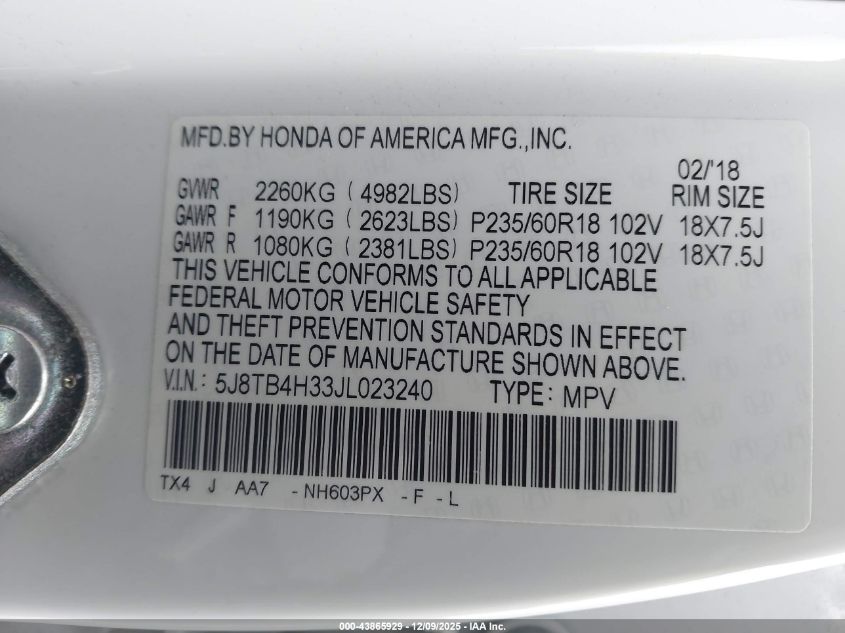 MFD.BY HONDA OF AMERICA MFG.,INC.
02/'18
GVWR 2260KG ( 4982LBS) TIRE SIZE RIM SIZE
GAWR F 1190KG ( 2623LBS) P235/60R18 102V 18X7.5J
GAWR R 1080KG ( 2381LBS) P235/60R18 102V 18X7.5J
THIS VEHICLE CONFORMS TO ALL APPLICABLE
FEDERAL MOTOR VEHICLE SAFETY
AND THEFT PREVENTION STANDARDS IN EFFECT
ON THE DATE OF MANUFACTURE SHOWN ABOVE.
V.I.N.: 5J8TB4H33JL023240 TYPE: MPV
TX4 J AA7 -NH603PX -F -L
000-43865929 - 12/09/2025 - IAA Inc.